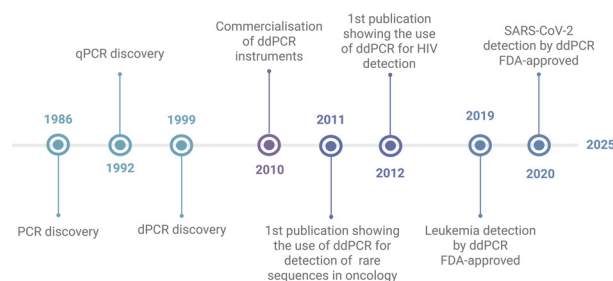 qPCR discovery
Commercialisation
of ddPCR
instruments
1st publication
showing the use
of ddPCR for HIV
detection
SARS-CoV-2
detection by ddPCR
FDA-approved
1986
1992
1999
2010
2011
2012
2019
2020
2025
PCR discovery
dPCR discovery
1st publication showing
the use of ddPCR for
detection of rare
sequences in oncology
Leukemia detection
by ddPCR
FDA-approved